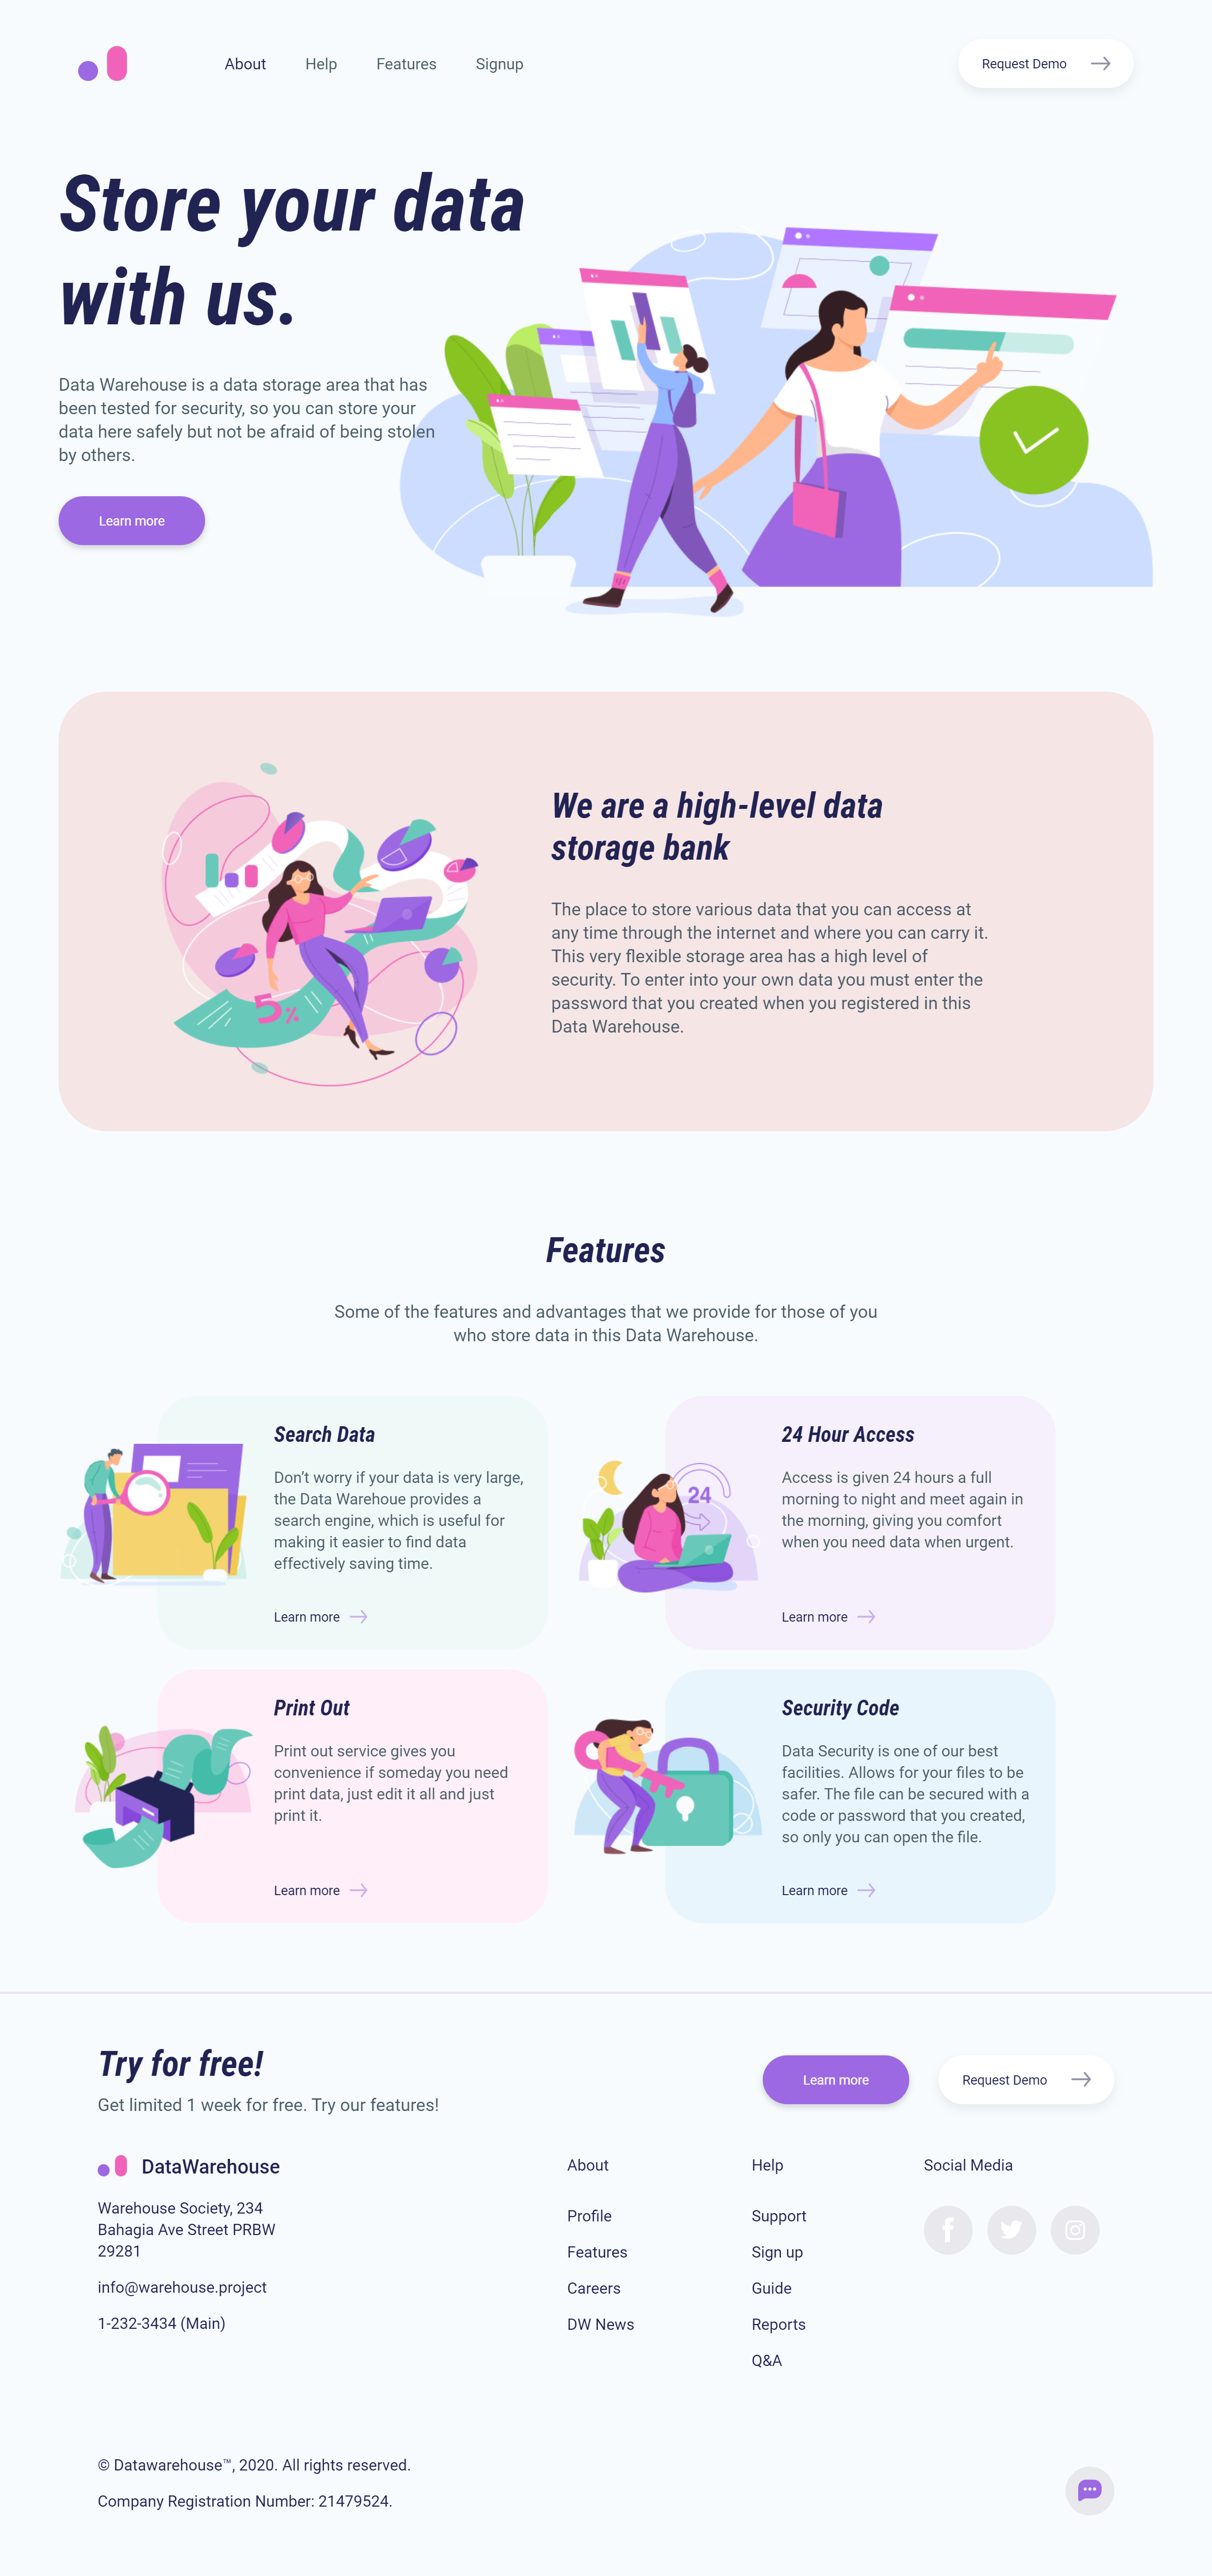 About Help Features Signup Request Demo
Store your data
with us.
Data Warehouse is a data storage area that has
been tested for security, so you can store your
data here safely but not be afraid of being stolen
by others.
Learn more
We are a high-level data
storage bank
The place to store various data that you can access at
any time through the internet and where you can carry it.
This very flexible storage area has a high level of
security. To enter into your own data you must enter the
password that you created when you registered in this
Data Warehouse.
5%
Features
Some of the features and advantages that we provide for those of you
who store data in this Data Warehouse.
Search Data
Don’t worry if your data is very large,
the Data Warehoue provides a
search engine, which is useful for
making it easier to find data
effectively saving time.
Learn more
24 Hour Access
24
Access is given 24 hours a full
morning to night and meet again in
the morning, giving you comfort
when you need data when urgent.
Learn more
Print Out
Print out service gives you
convenience if someday you need
print data, just edit it all and just
print it.
Learn more
Security Code
Data Security is one of our best
facilities. Allows for your files to be
safer. The file can be secured with a
code or password that you created,
so only you can open the file.
Learn more
Try for free!
Get limited 1 week for free. Try our features!
Learn more
Request Demo
DataWarehouse
Warehouse Society, 234
Bahagia Ave Street PRBW
29281
info@warehouse.project
1-232-3434 (Main)
About
Profile
Features
Careers
DW News
Help
Support
Sign up
Guide
Reports
Q&A
Social Media
© Datawarehouse™, 2020. All rights reserved.
Company Registration Number: 21479524.